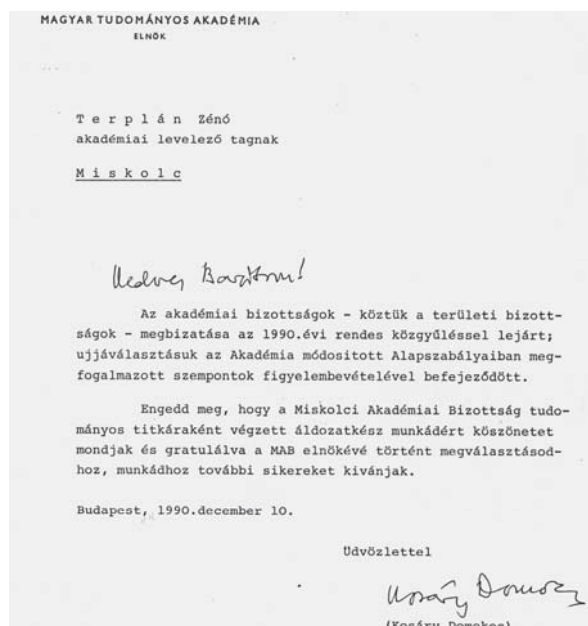 MAGYAR TUDOMÁNYOS AKADÉMIA
ELNÖK
Terplán Zénó
akadémiai levelező tagnak
Miskolc
Kedves Barátom!
Az akadémiai bizottságok - köztük a területi bizott-
ságok - megbizatása az 1990.évi rendes közgyűléssel lejárt;
ujjáválasztásuk az Akadémia módositott Alapszabályaiban meg-
fogalmazott szempontok figyelembevételével befejeződött.
Engedd meg, hogy a Miskolci Akadémiai Bizottság tudo-
mányos titkáraként végzett áldozatkész munkádért köszönetet
mondjak és gratulálva a MAB elnökévé történt megválasztásod-
hoz, munkádhoz további sikereket kivánjak.
Budapest, 1990.december 10.
Üdvözlettel
Kosáry Domokos
(Kosáry Domokos)